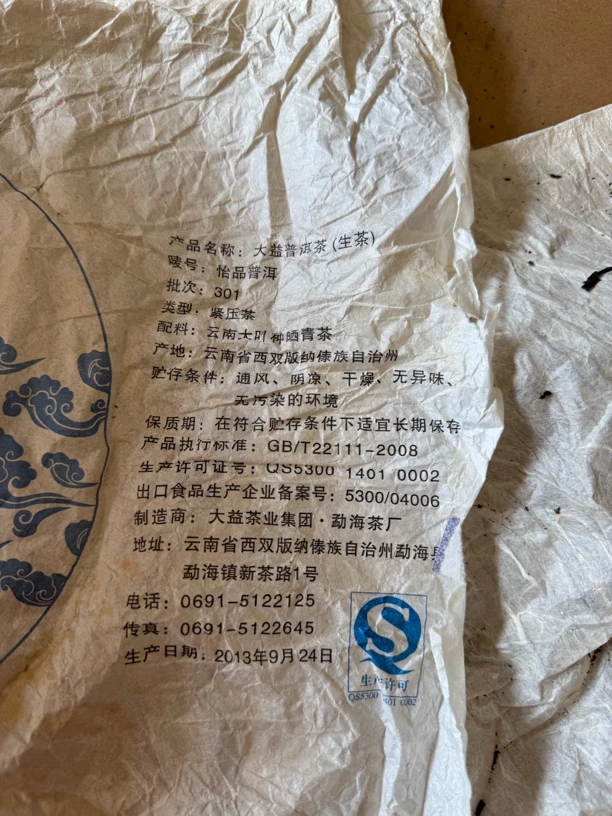 产品名称：大益普洱茶(生茶)
唛号：怡品普洱
批次：301
类型：紧压茶
配料：云南大叶种晒青茶
产地：云南省西双版纳傣族自治州
贮存条件：通风、阴凉、干燥、无异味、
无污染的环境
保质期：在符合贮存条件下适宜长期保存
产品执行标准：GB/T22111-2008
生产许可证号：QS5300 1401 0002
出口食品生产企业备案号：5300/04006
制造商：大益茶业集团·勐海茶厂
地址：云南省西双版纳傣族自治州勐海县
勐海镇新茶路1号
电话：0691-5122125
传真：0691-5122645
生产日期：2013年9月24日
QS
生产许可
QS5300 1401 0002